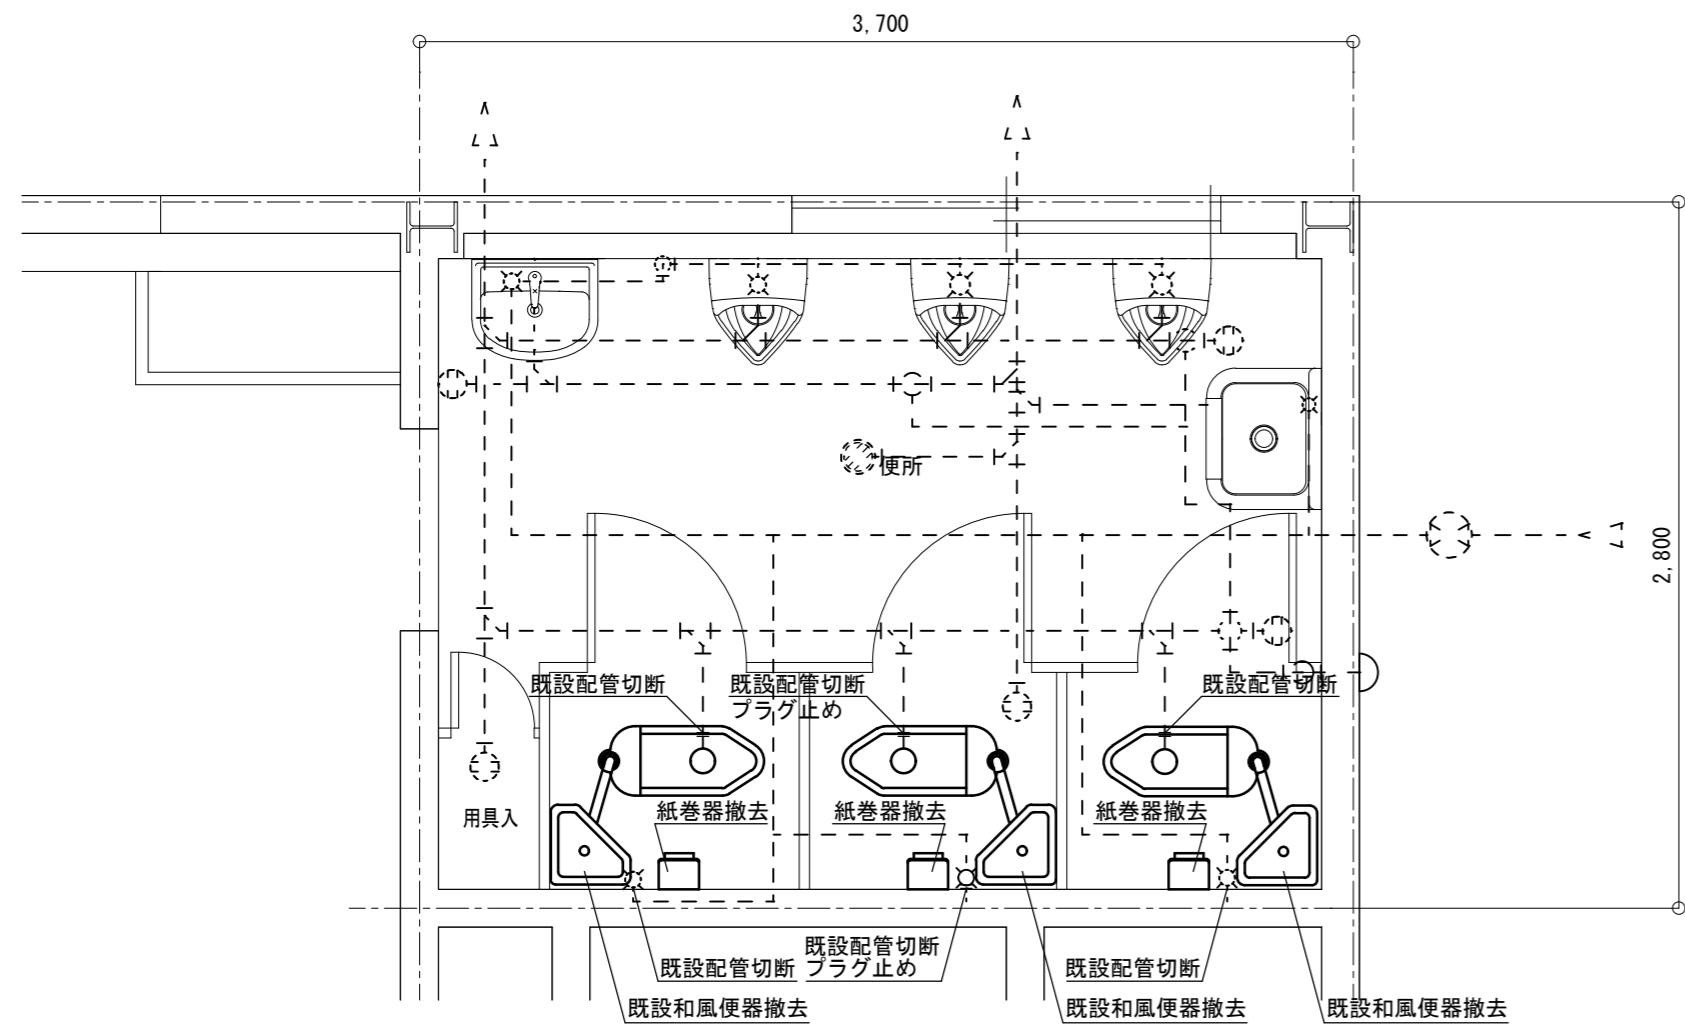 3,700
2,800
便所
既設配管切断
既設配管切断
プラグ止め
既設配管切断
用具入
紙巻器撤去
紙巻器撤去
紙巻器撤去
既設配管切断
既設配管切断
プラグ止め
既設配管切断
既設和風便器撤去
既設和風便器撤去
既設和風便器撤去